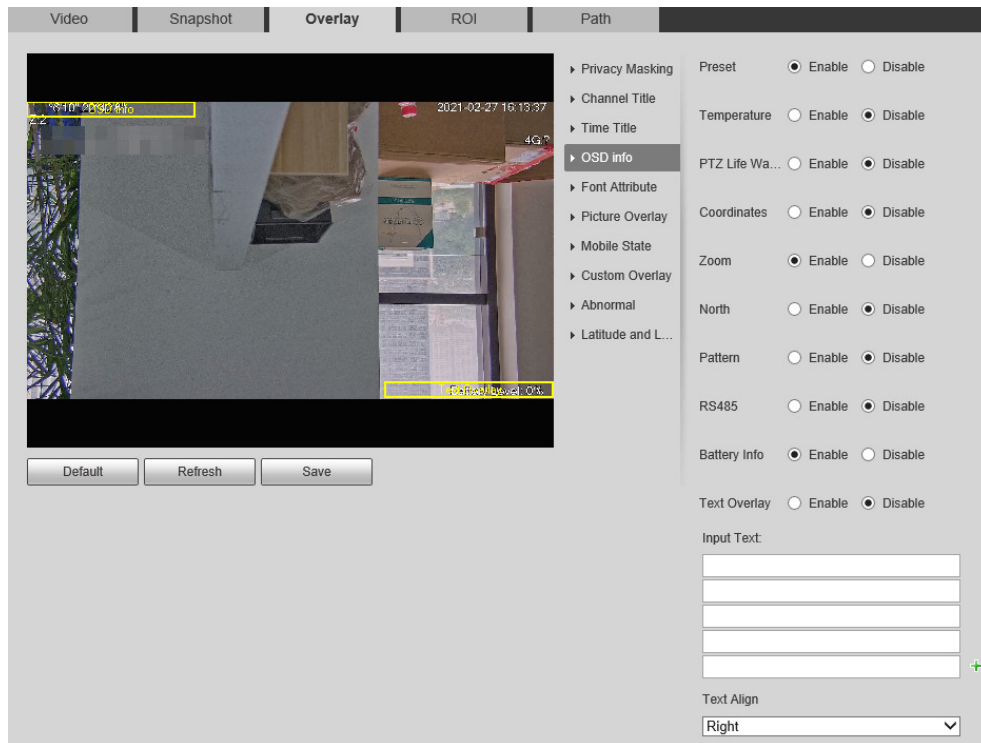 Video Snapshot Overlay ROI Path
Privacy Masking
Channel Title
Time Title
OSD info
Font Attribute
Picture Overlay
Mobile State
Custom Overlay
Abnormal
Latitude and L...
2021-02-27 16:13:37
Default Refresh Save
Preset Enable Disable
Temperature Enable Disable
PTZ Life Wa... Enable Disable
Coordinates Enable Disable
Zoom Enable Disable
North Enable Disable
Pattern Enable Disable
RS485 Enable Disable
Battery Info Enable Disable
Text Overlay Enable Disable
Input Text:
Text Align
Right